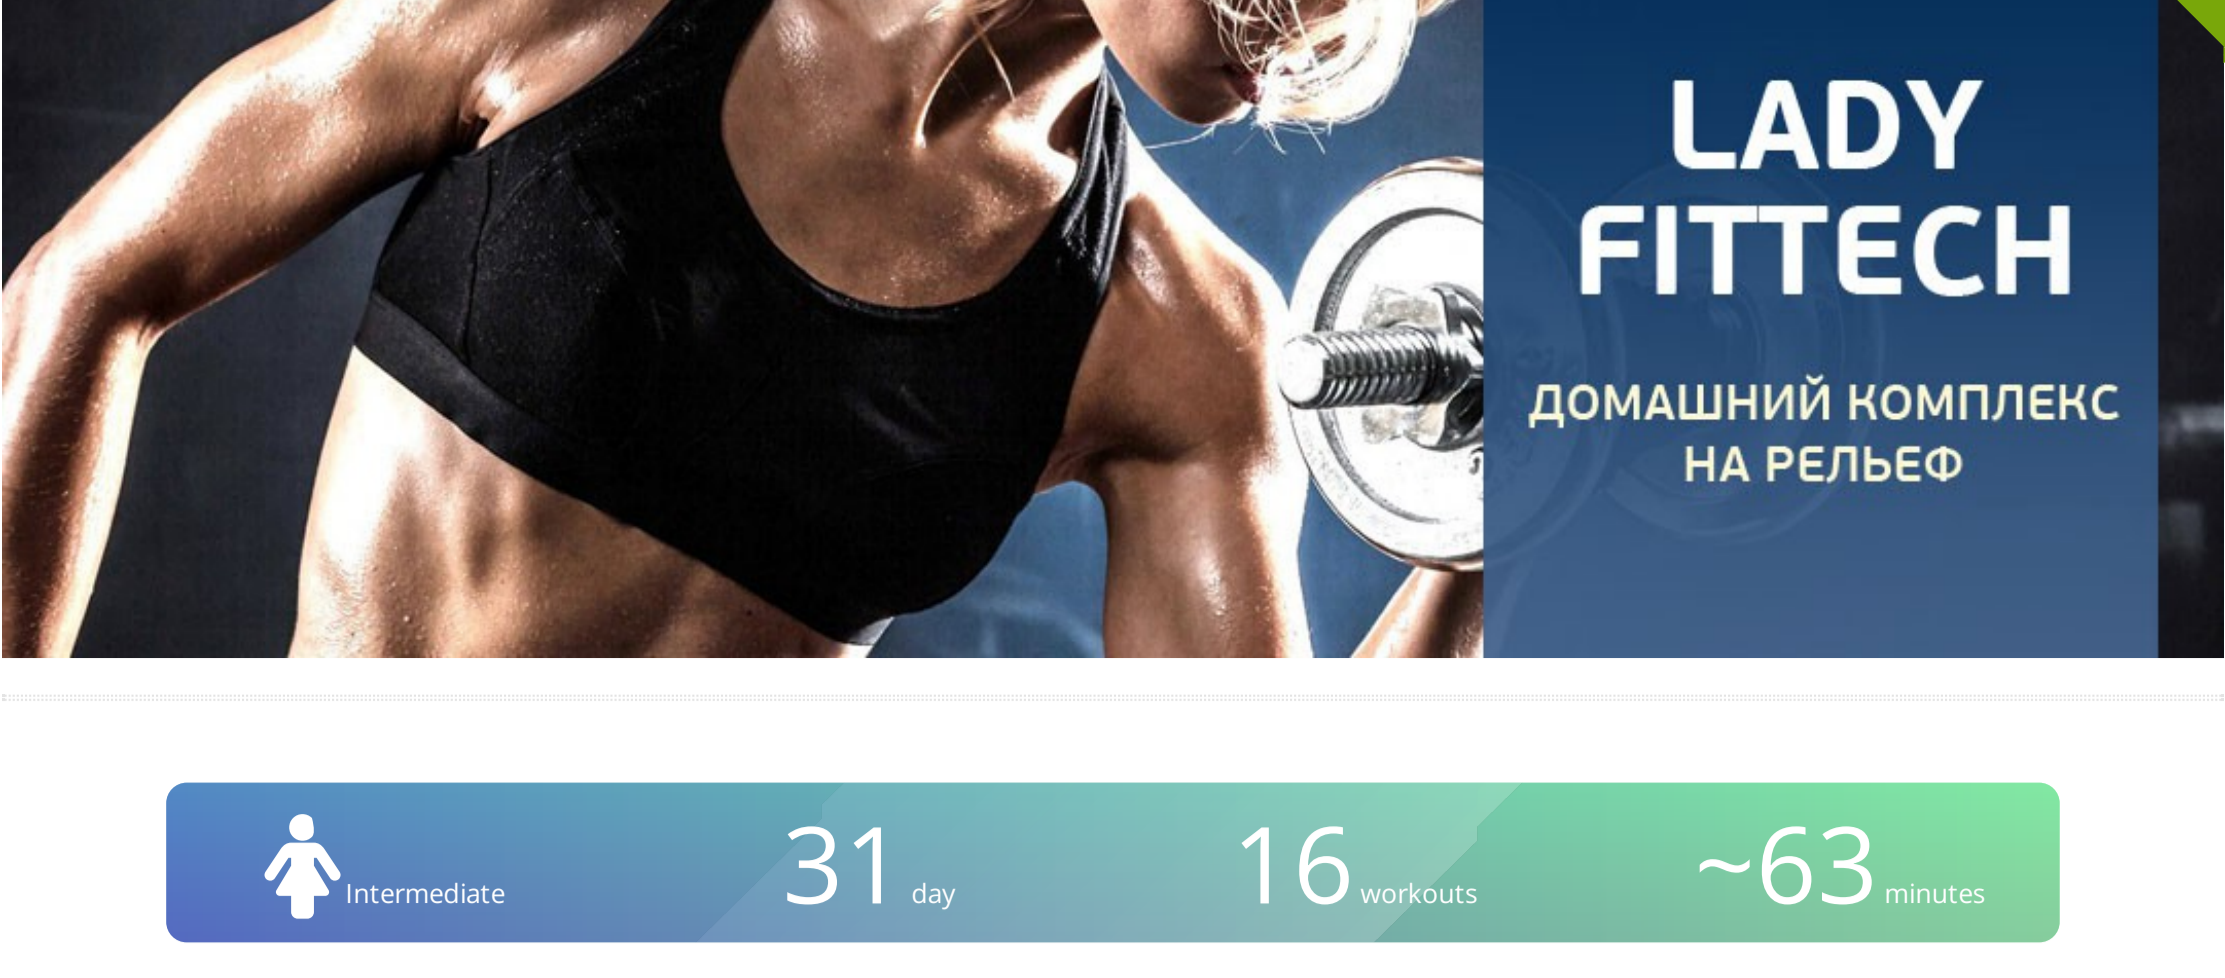 LADY
FITTECH
ДОМАШНИЙ КОМПЛЕКС
НА РЕЛЬЕФ
Intermediate 31 day 16 workouts ~63 minutes